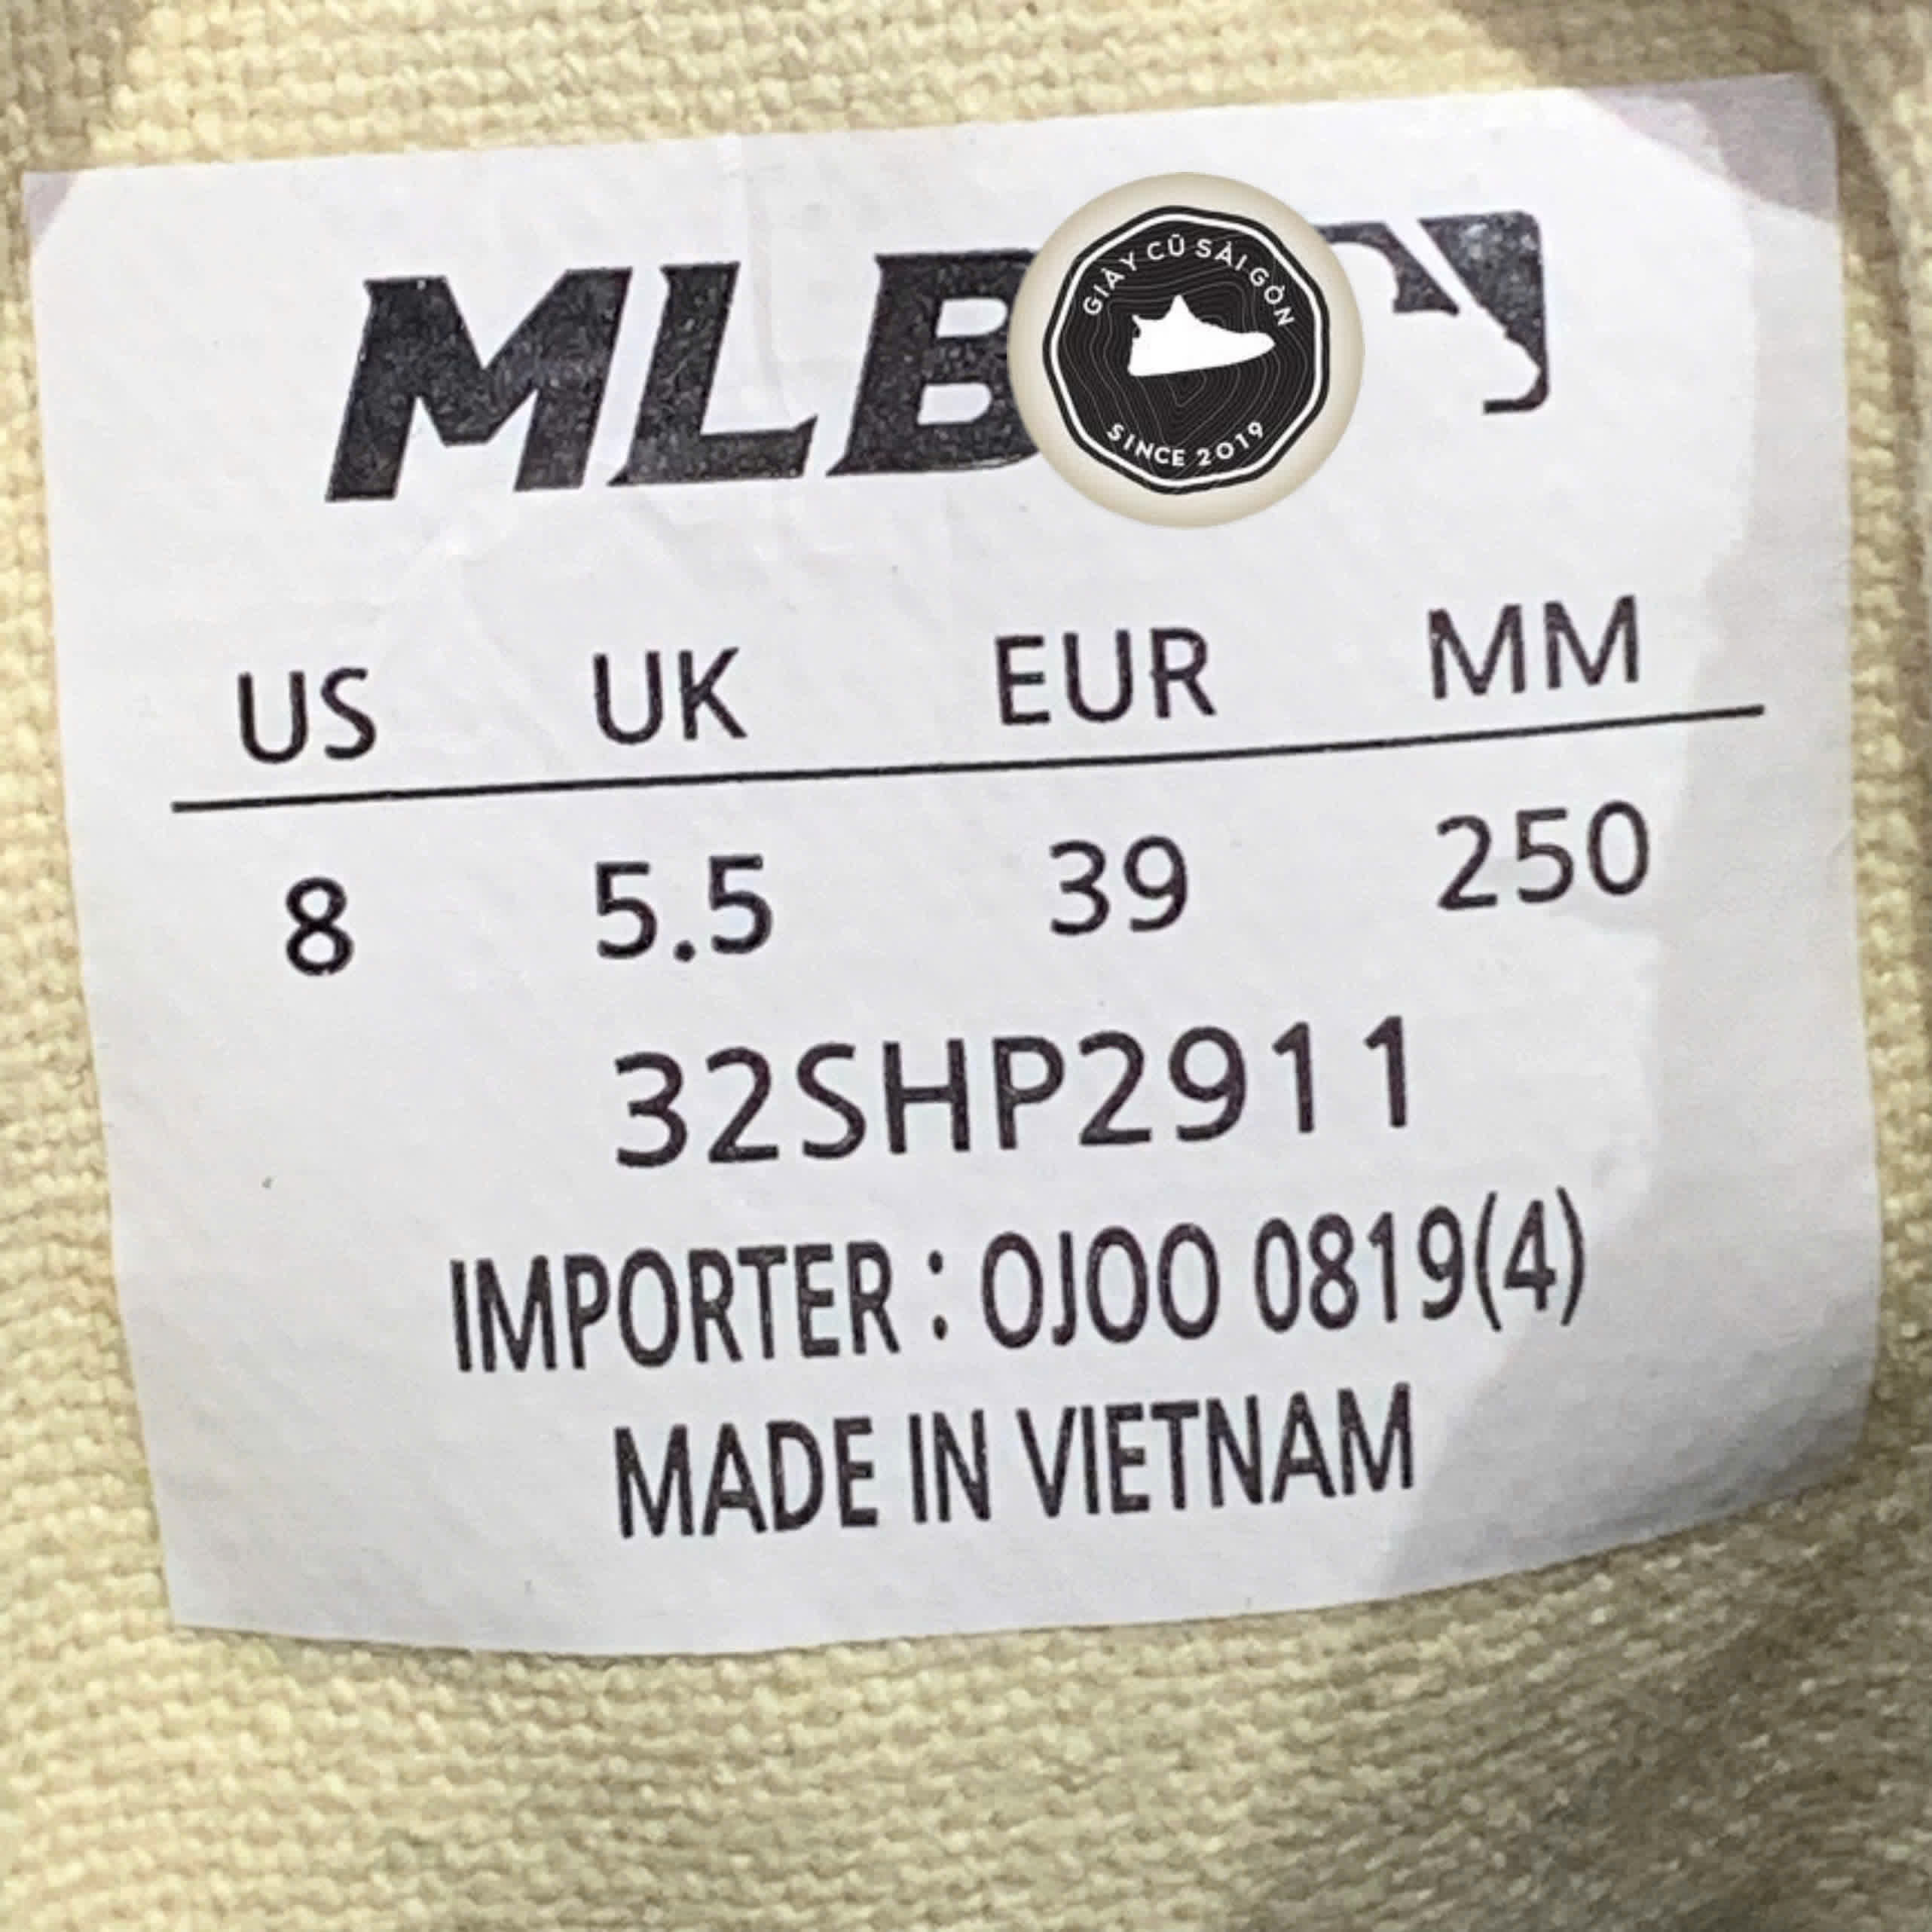 MLB
GIÀY CŨ SÀI GÒN
SINCE 2019
US UK EUR MM
8 5.5 39 250
32SHP2911
IMPORTER : OJOO 0819(4)
MADE IN VIETNAM